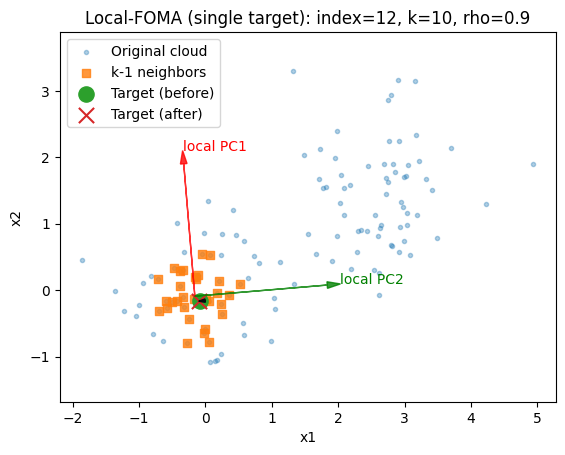 Local-FOMA (single target): index=12, k=10, rho=0.9
Original cloud
k-1 neighbors
Target (before)
Target (after)
local PC1
local PC2
x2
3
2
1
0
−1
−2
−1
0
1
2
3
4
5
x1